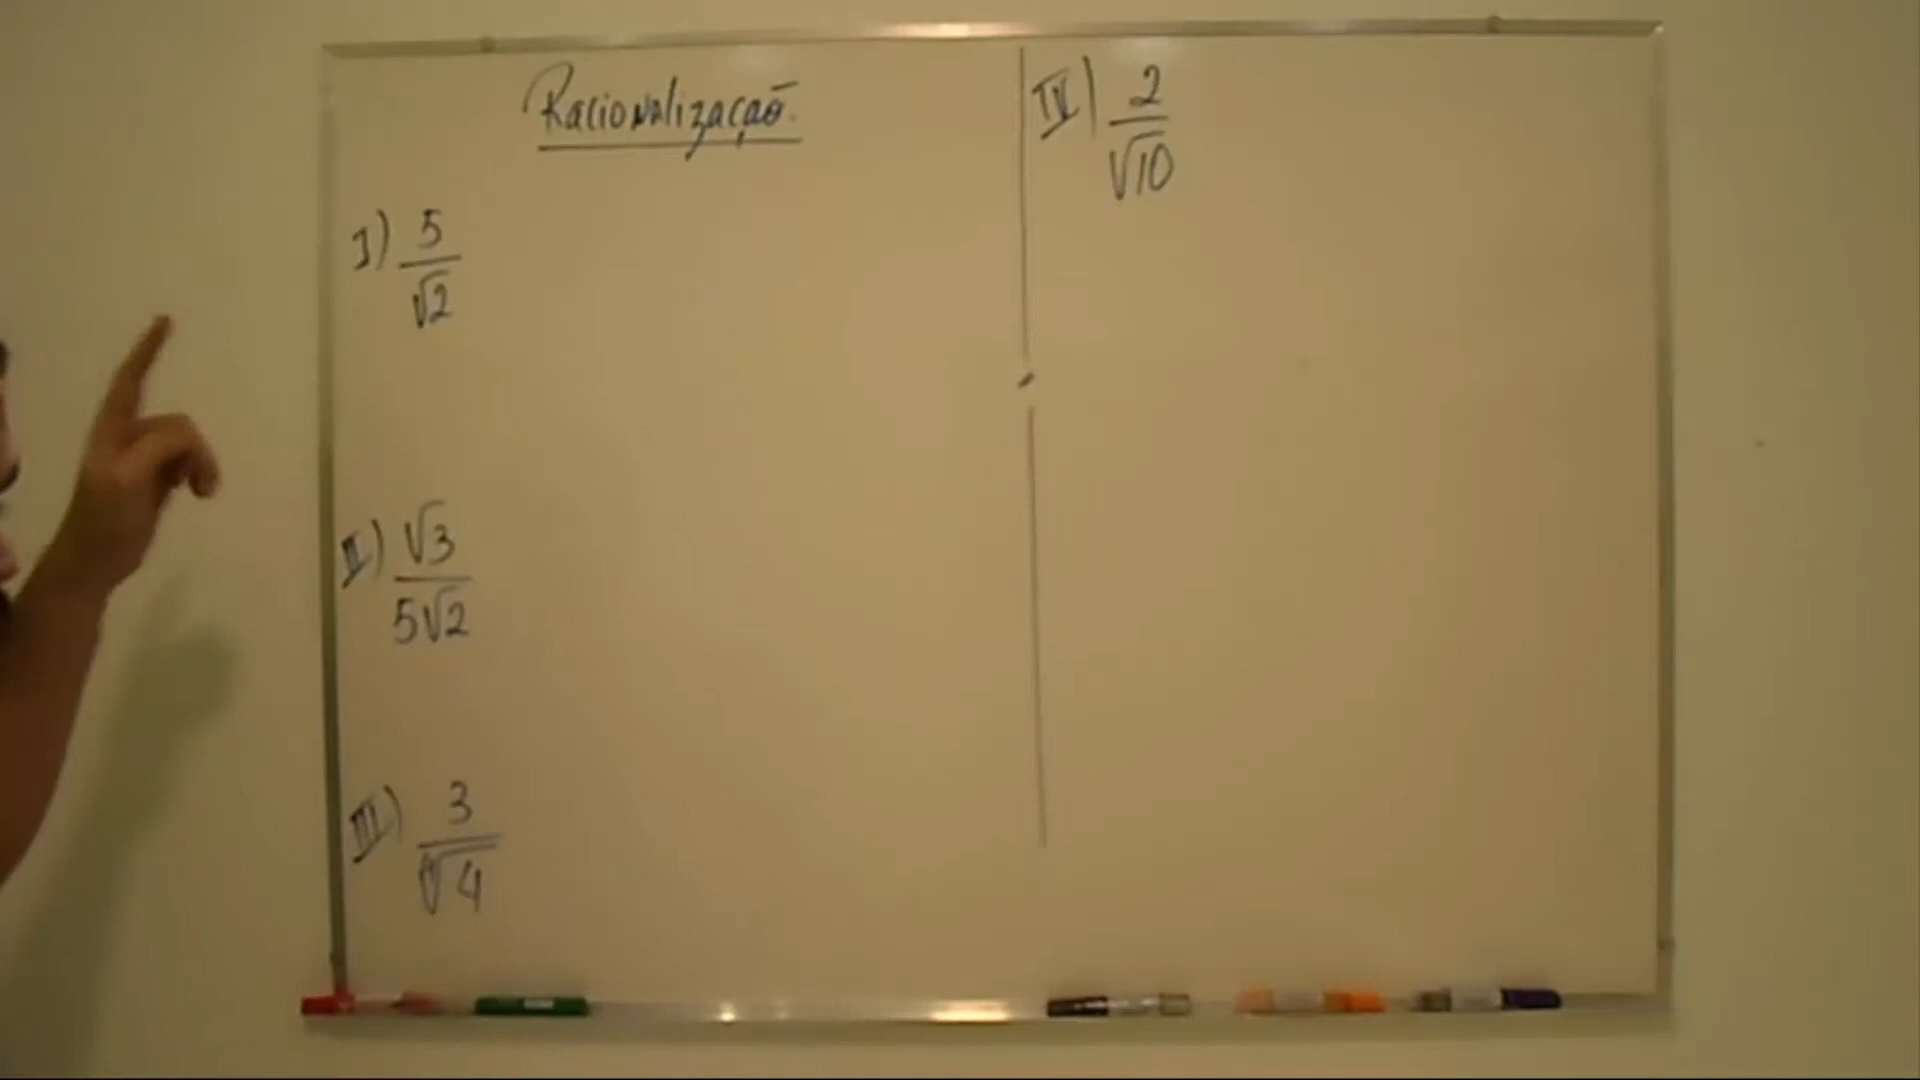 Racionalização.
I) 5/√2
II) √3/5√2
III) 3/√4
IV) 2/√10